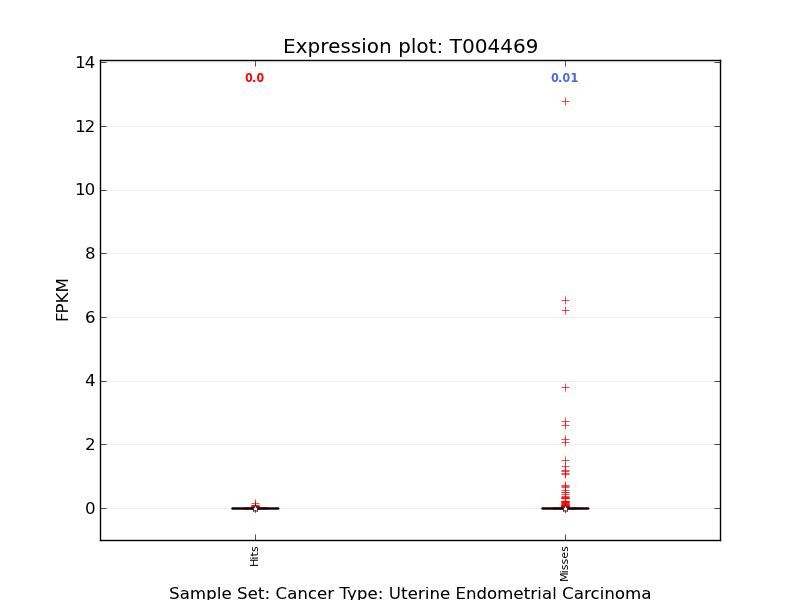 Expression plot: T004469
0.0
0.01
14
12
10
8
6
4
2
0
FPKM
Hits
Misses
Sample Set: Cancer Type: Uterine Endometrial Carcinoma